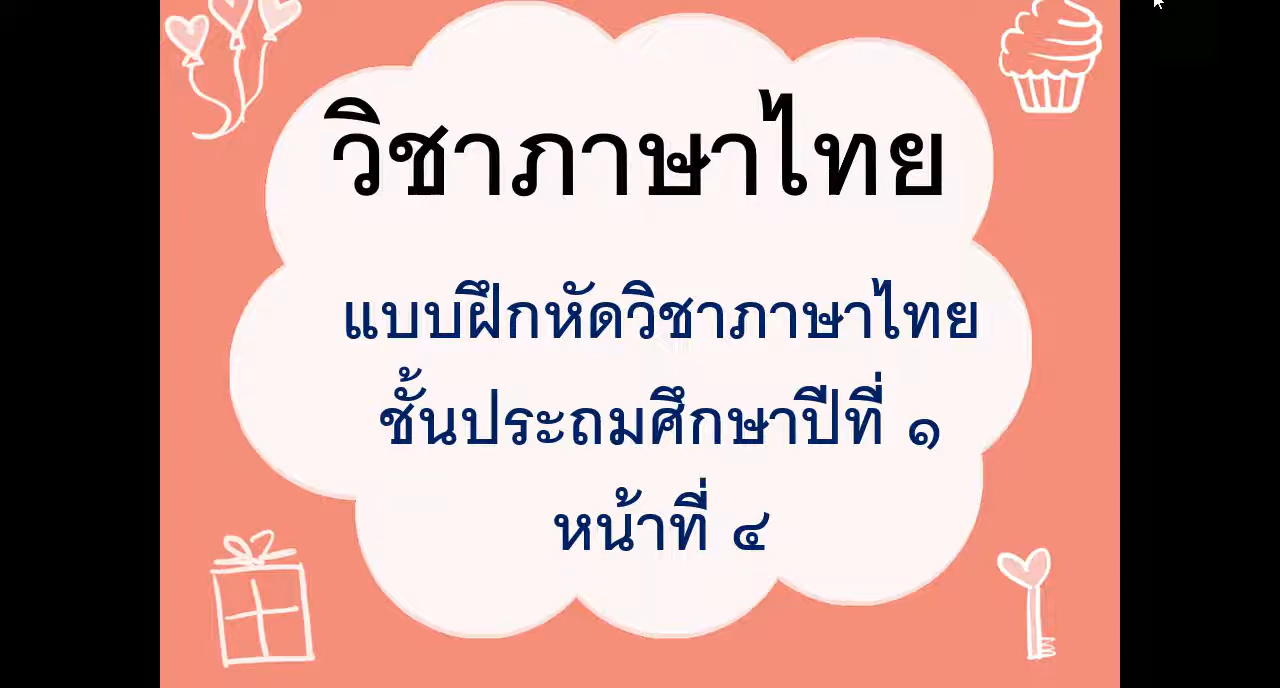 วิชาภาษาไทย
แบบฝึกหัดวิชาภาษาไทย
ชั้นประถมศึกษาปีที่ ๑
หน้าที่ ๔